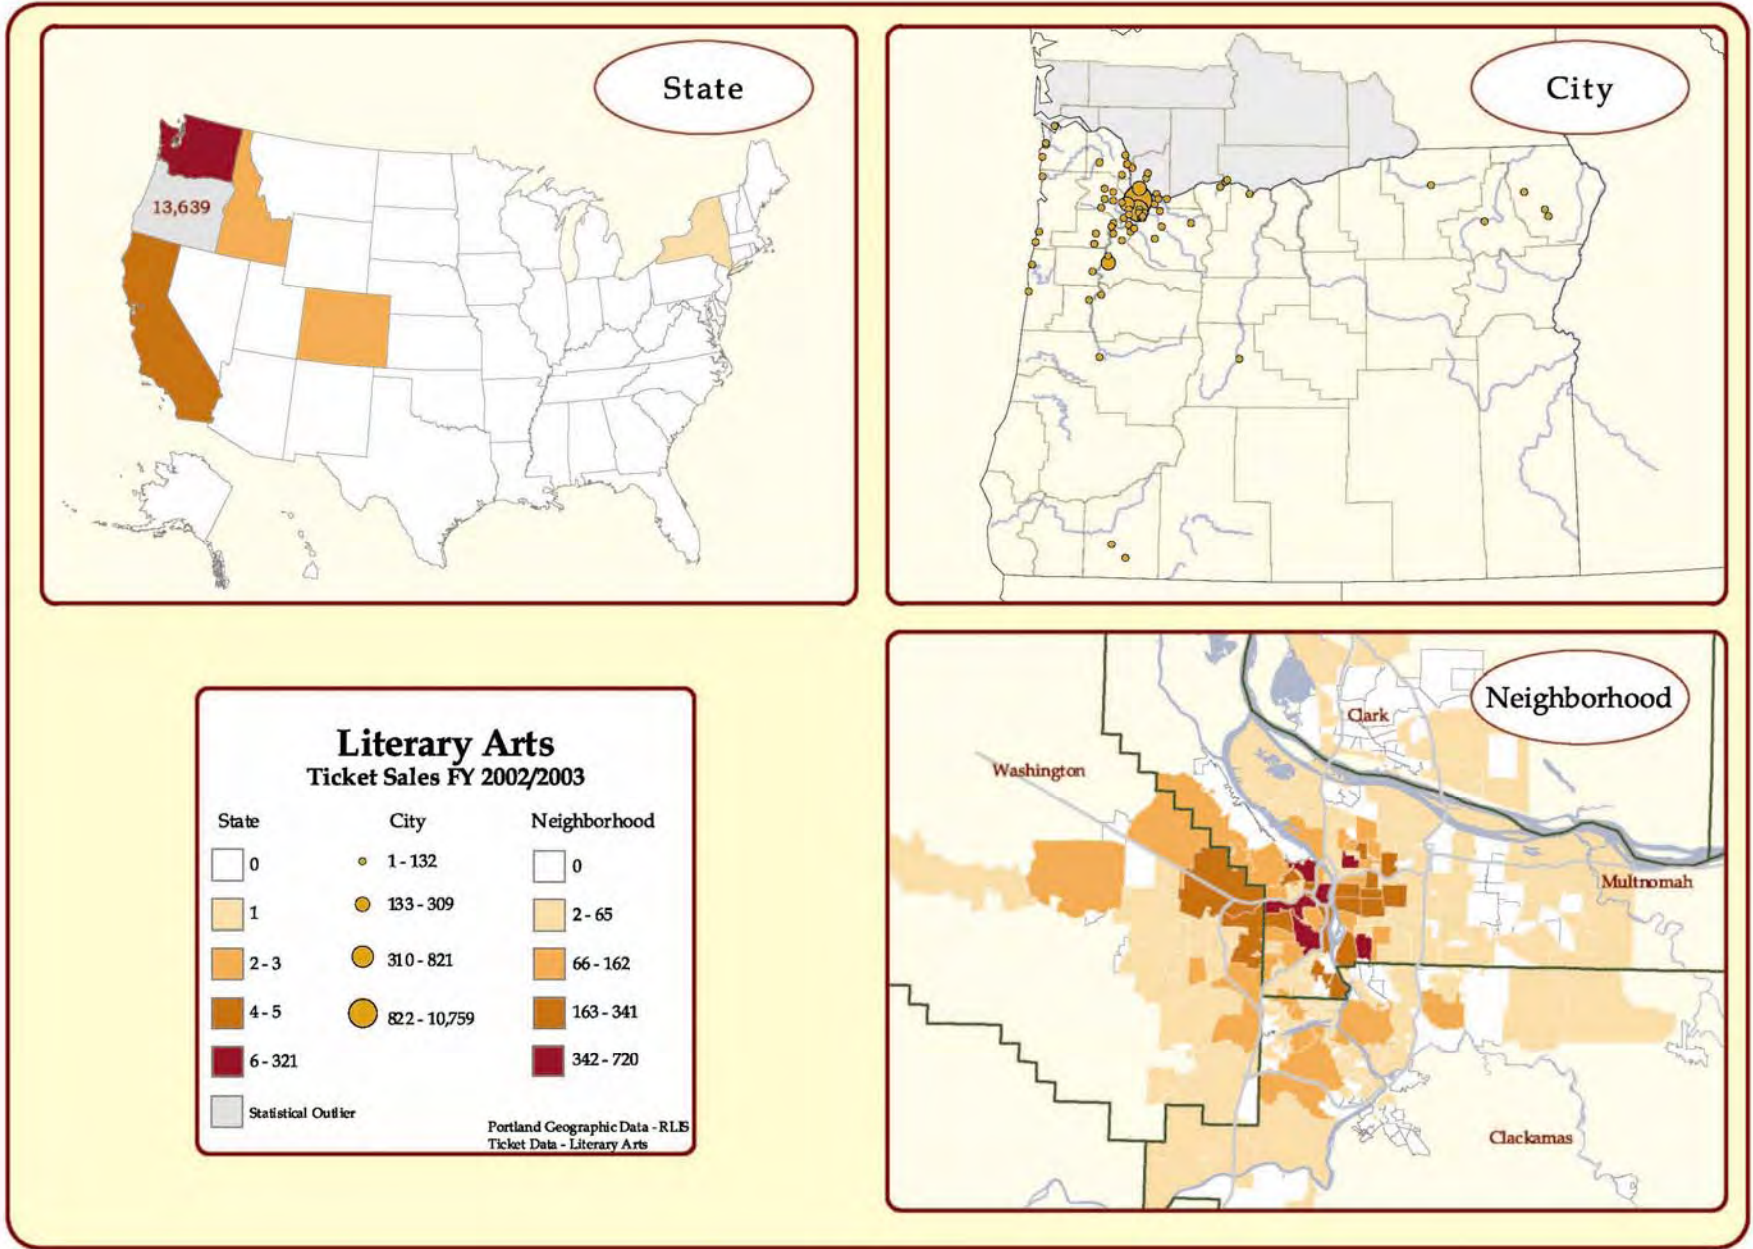 State
13,639
City
Neighborhood
Clark
Washington
Multnomah
Clackamas
Literary Arts
Ticket Sales FY 2002/2003
State
0
1
2 - 3
4 - 5
6 - 321
Statistical Outlier
City
1 - 132
133 - 309
310 - 821
822 - 10,759
Neighborhood
0
2 - 65
66 - 162
163 - 341
342 - 720
Portland Geographic Data - RLIS
Ticket Data - Literary Arts